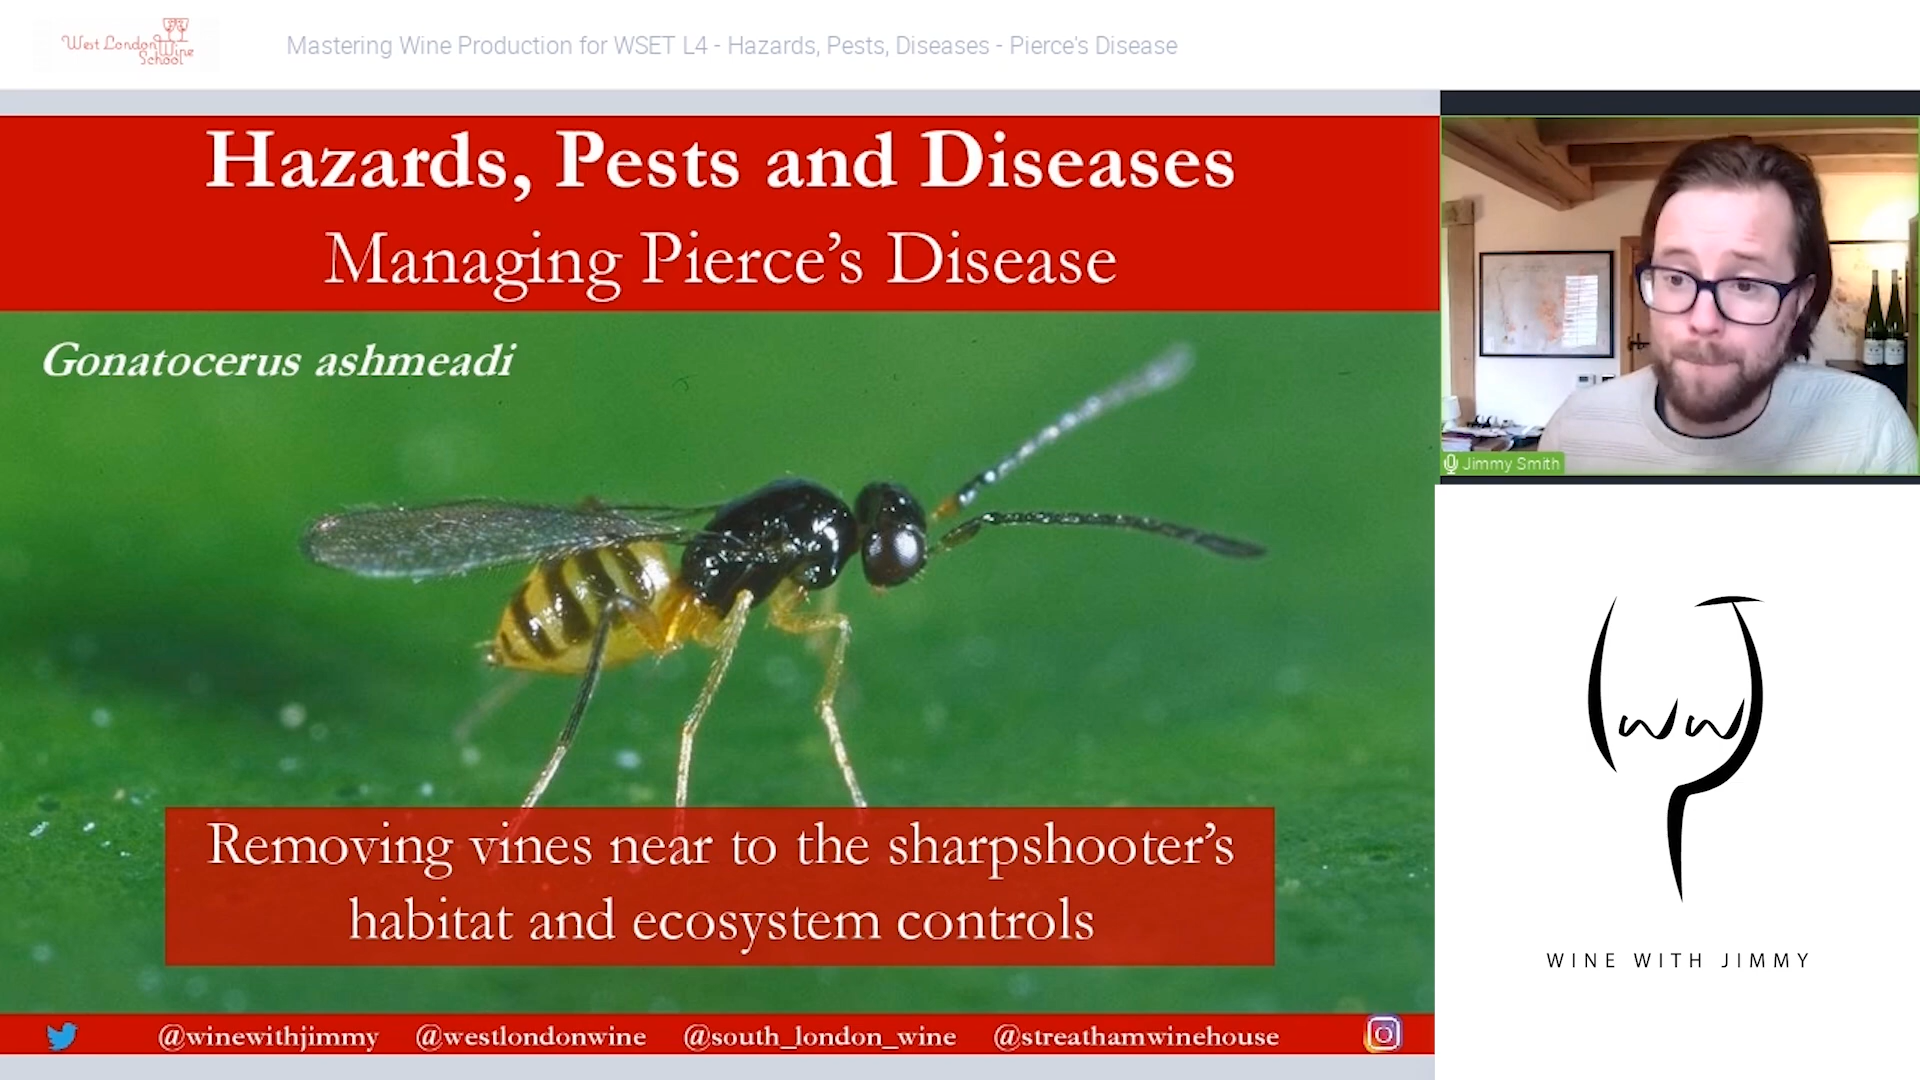 West London Wine School
Mastering Wine Production for WSET L4 - Hazards, Pests, Diseases - Pierce's Disease
Hazards, Pests and Diseases
Managing Pierce's Disease
Gonatocerus ashmeadi
Jimmy Smith
Removing vines near to the sharpshooter's
habitat and ecosystem controls
@winewithjimmy @westlondonwine @south_london_wine @streathamwinehouse
ww
WINE WITH JIMMY